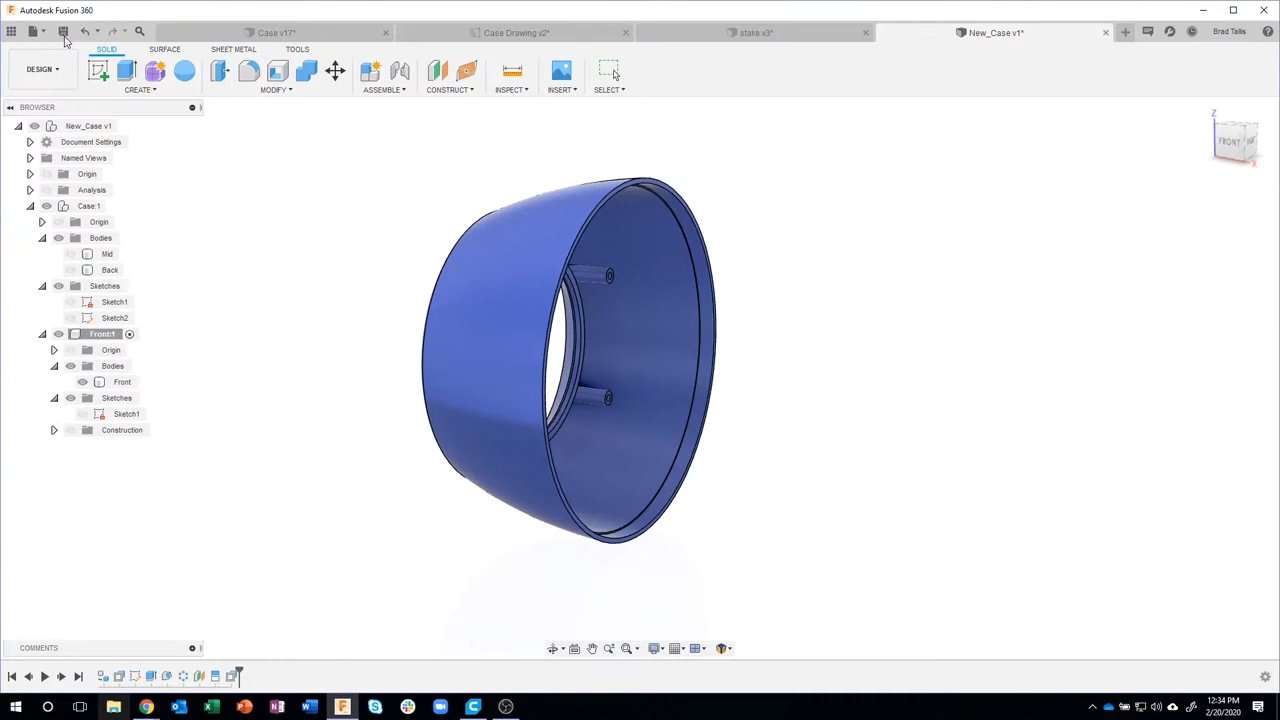 Autodesk Fusion 360
Case v17*
Case Drawing v2*
stake v3*
New_Case v1*
Brad Tallis
SOLID
SURFACE
SHEET METAL
TOOLS
DESIGN
CREATE
MODIFY
ASSEMBLE
CONSTRUCT
INSPECT
INSERT
SELECT
BROWSER
New_Case v1
Document Settings
Named Views
Origin
Analysis
Case:1
Origin
Bodies
Mid
Back
Sketches
Sketch1
Sketch2
Front:1
Origin
Bodies
Front
Sketches
Sketch1
Construction
Z
FRONT
X
COMMENTS
12:34 PM
2/20/2020